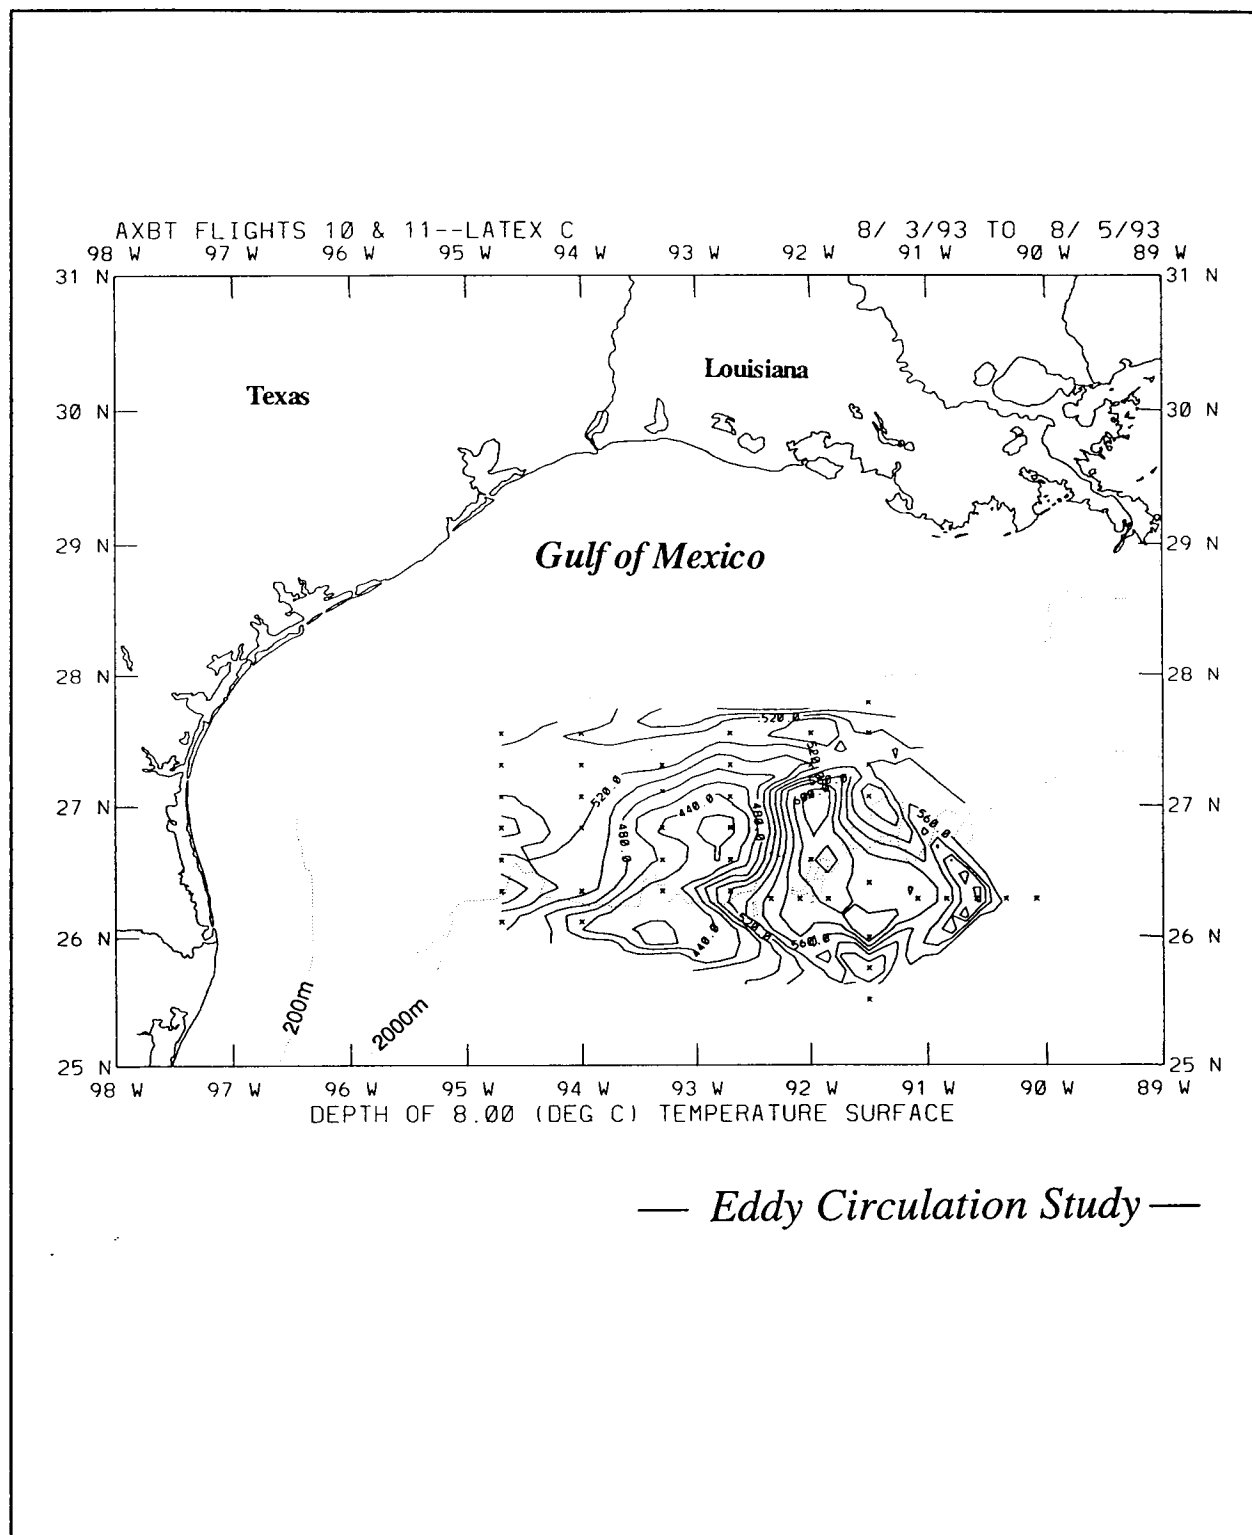 AXBT FLIGHTS 10 & 11--LATEX C 8/ 3/93 TO 8/ 5/93
98 W 97 W 96 W 95 W 94 W 93 W 92 W 91 W 90 W 89 W
31 N 31 N
Louisiana
Texas
30 N 30 N
29 N 29 N
Gulf of Mexico
28 N 28 N
520.0
520.0
520.0
440.0
27 N 27 N
480.0
560.0
480.0
26 N 26 N
520.0
440.0
560.0
200m
2000m
25 N 25 N
98 W 97 W 96 W 95 W 94 W 93 W 92 W 91 W 90 W 89 W
DEPTH OF 8.00 (DEG C) TEMPERATURE SURFACE
— Eddy Circulation Study —